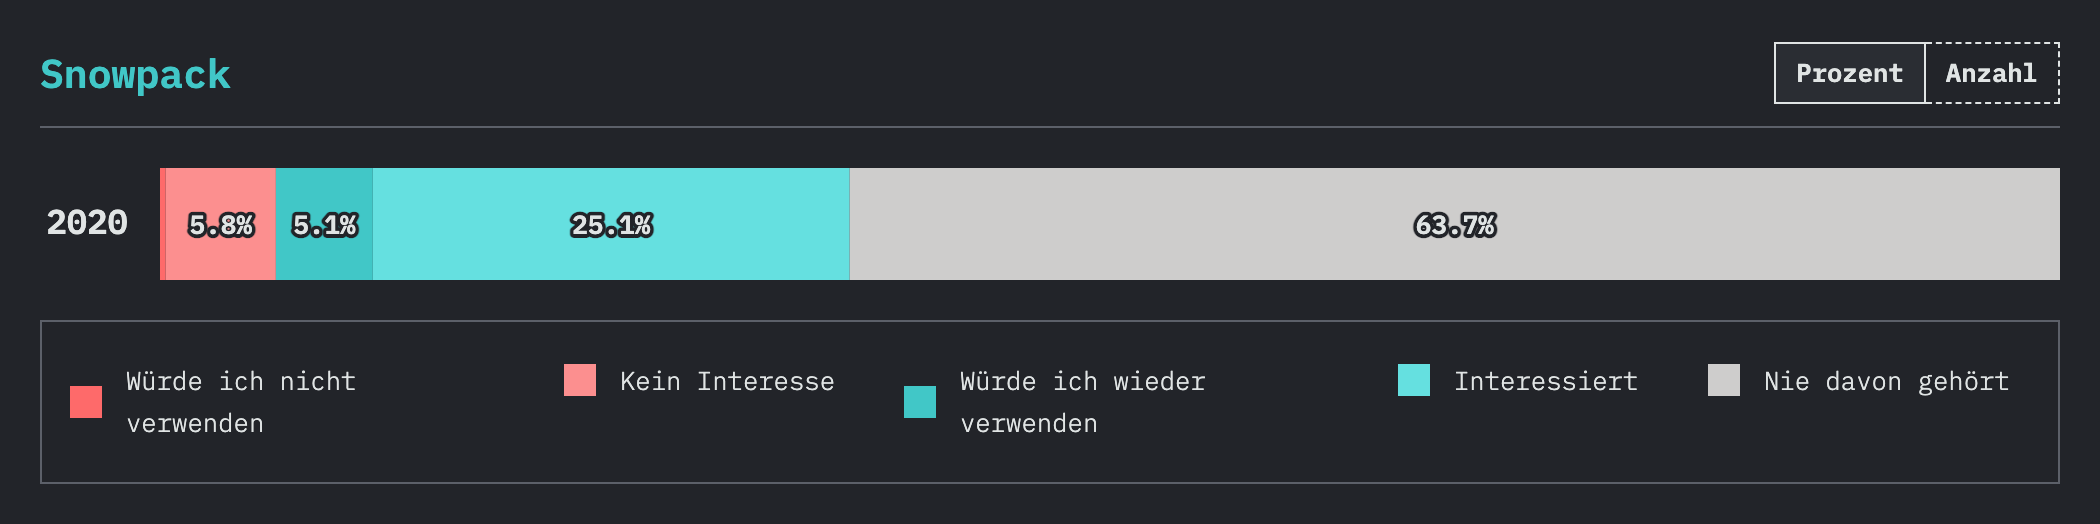 Snowpack
Prozent Anzahl
2020 5.8% 5.1% 25.1% 63.7%
Würde ich nicht verwenden
Kein Interesse
Würde ich wieder verwenden
Interessiert
Nie davon gehört